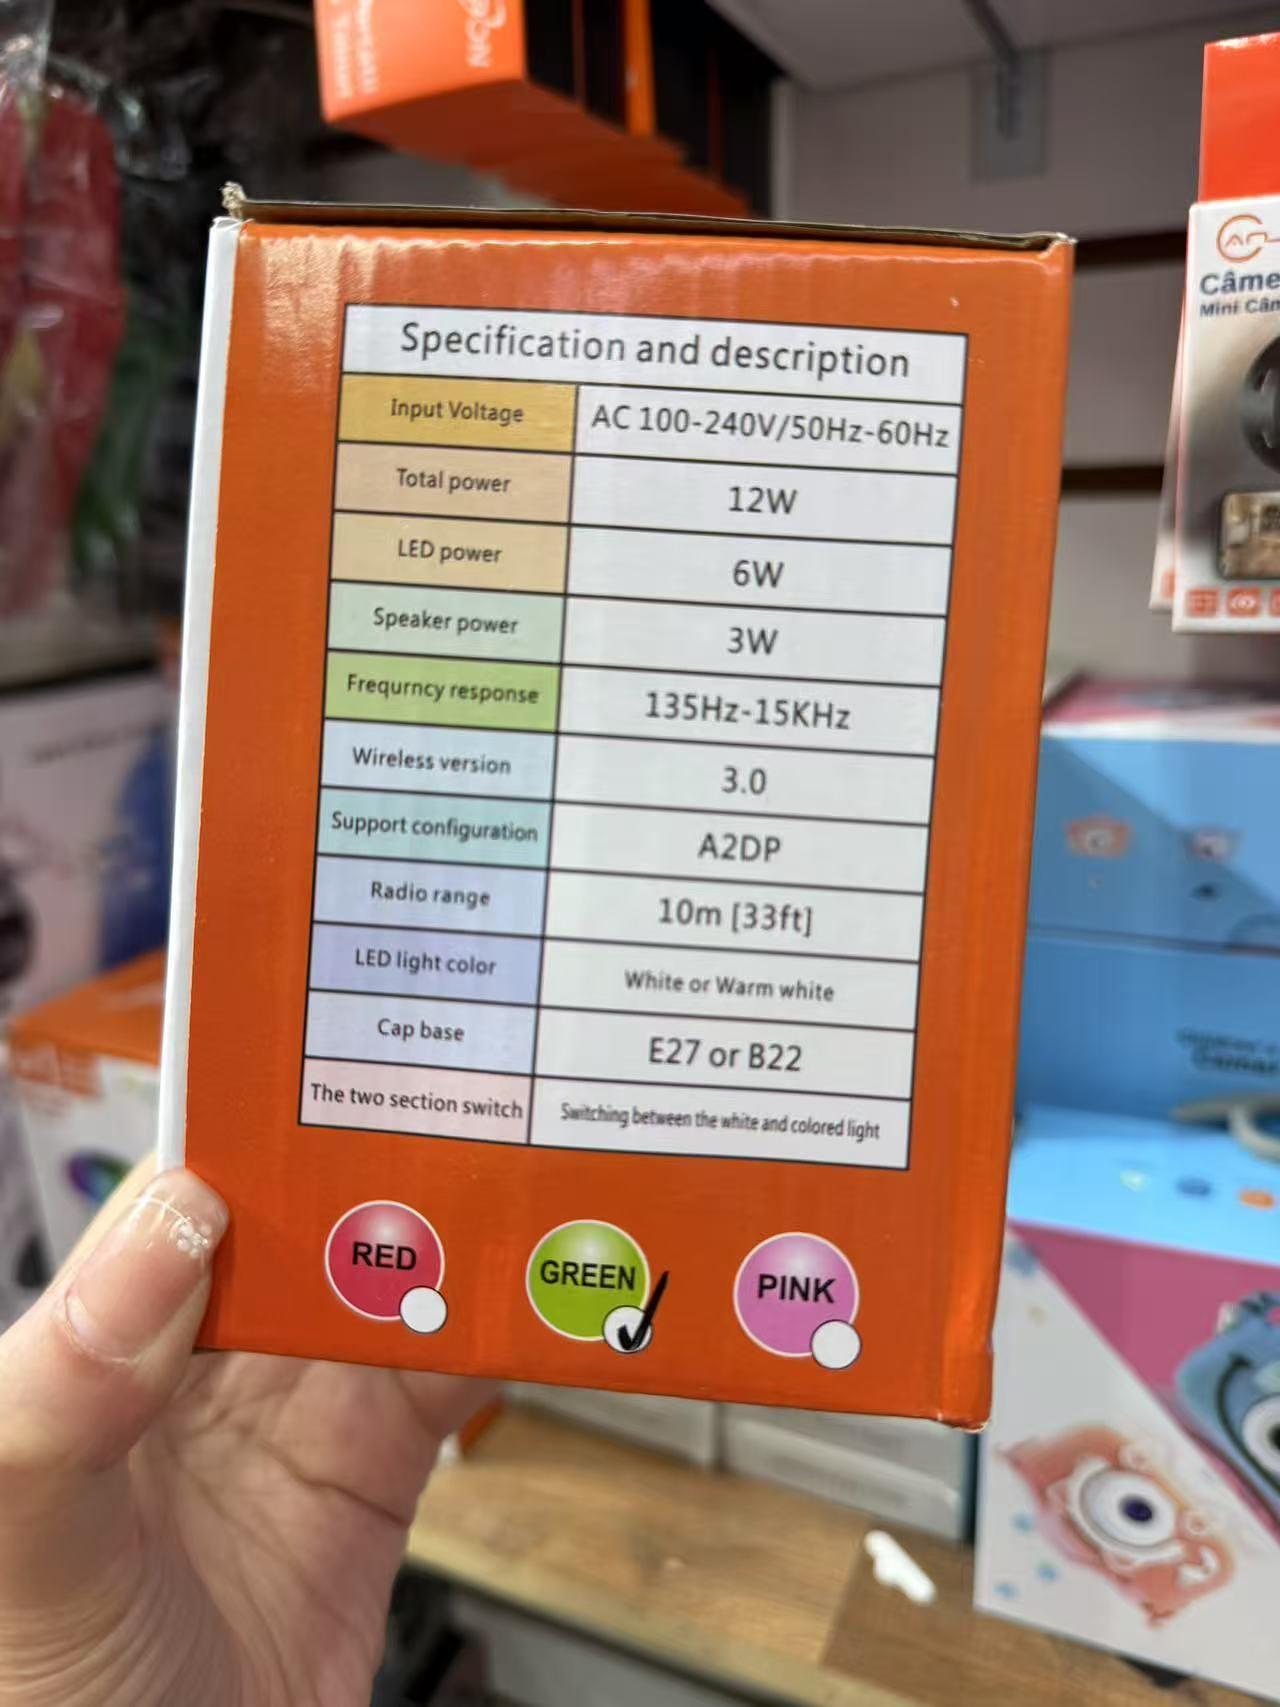 Specification and description
Input Voltage AC 100-240V/50Hz-60Hz
Total power 12W
LED power 6W
Speaker power 3W
Frequrncy response 135Hz-15KHz
Wireless version 3.0
Support configuration A2DP
Radio range 10m [33ft]
LED light color White or Warm white
Cap base E27 or B22
The two section switch Switching between the white and colored light
RED GREEN PINK
Câme
Mini Câm